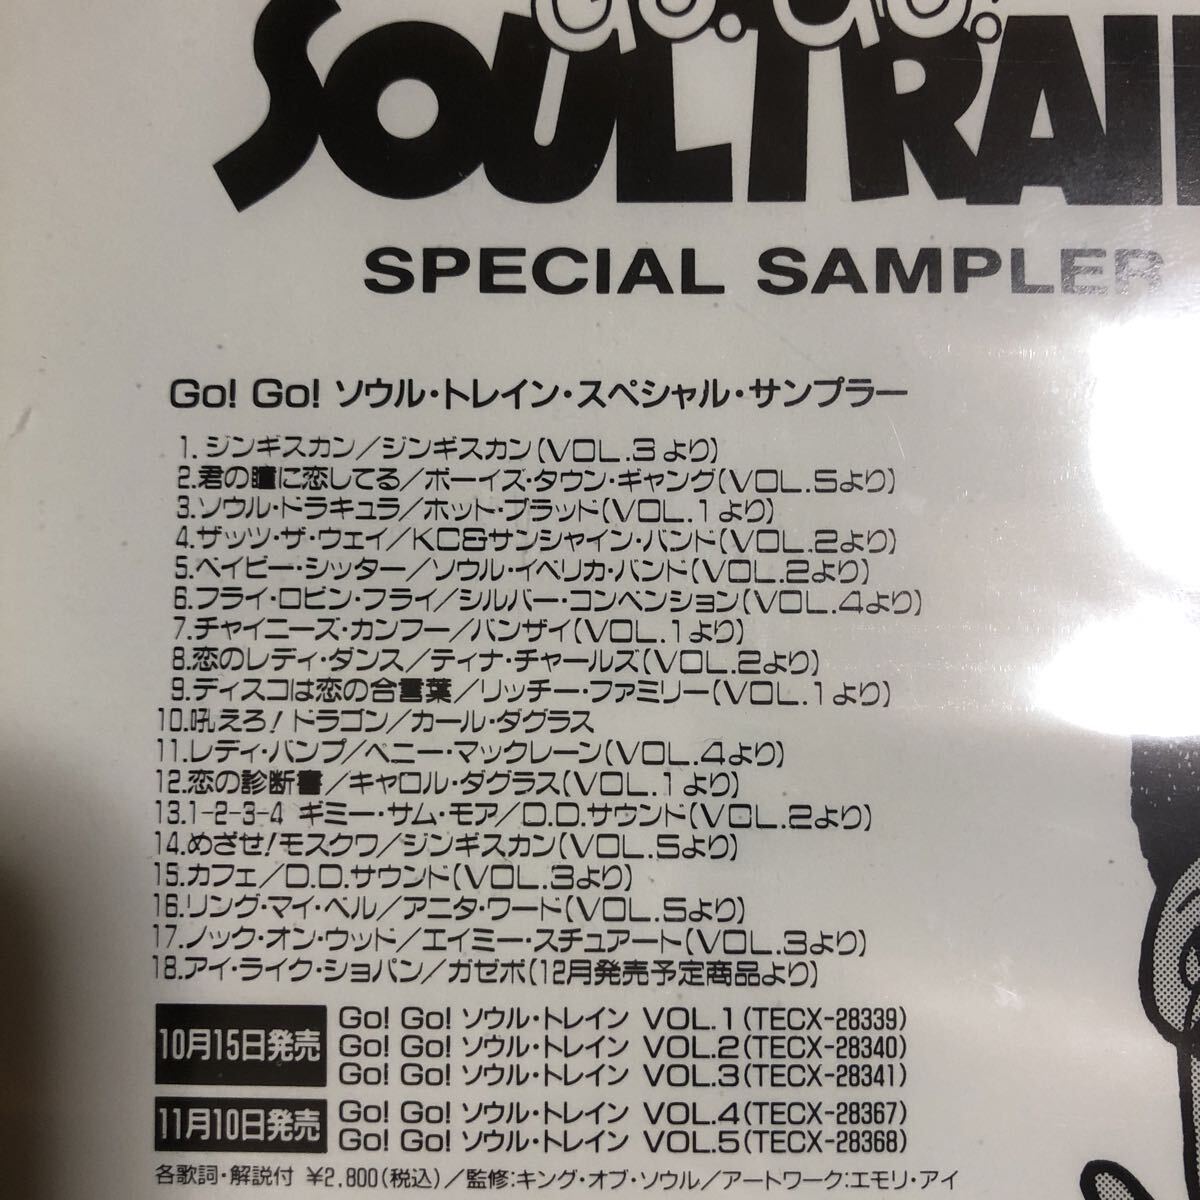 Go! Go!
SOULTRAI
SPECIAL SAMPLER
Go! Go! ソウル・トレイン・スペシャル・サンプラー
1. ジンギスカン/ジンギスカン(VOL.3より)
2.君の瞳に恋してる/ボーイズ・タウン・ギャング(VOL.5より)
3.ソウル・ドラキュラ/ホット・ブラッド(VOL.1より)
4.ザッツ・ザ・ウェイ/KC&サンシャイン・バンド(VOL.2より)
5.ベイビー・シッター/ソウル・イベリカ・バンド(VOL.2より)
6.フライ・ロビン・フライ/シルバー・コンベンション(VOL.4より)
7.チャイニーズ・カンフー/バンザイ(VOL.1より)
8.恋のレディ・ダンス/ティナ・チャールズ(VOL.2より)
9.ディスコは恋の合言葉/リッチー・ファミリー(VOL.1より)
10.吼えろ!ドラゴン/カール・ダグラス
11.レディ・バンプ/ペニー・マックレーン(VOL.4より)
12.恋の診断書/キャロル・ダグラス(VOL.1より)
13.1-2-3-4 ギミー・サム・モア/D.D.サウンド(VOL.2より)
14.めざせ!モスクワ/ジンギスカン(VOL.5より)
15.カフェ/D.D.サウンド(VOL.3より)
16.リング・マイ・ベル/アニタ・ワード(VOL.5より)
17.ノック・オン・ウッド/エイミー・スチュアート(VOL.3より)
18.アイ・ライク・ショパン/ガゼボ(12月発売予定商品より)
10月15日発売
Go! Go! ソウル・トレイン VOL.1(TECX-28339)
Go! Go! ソウル・トレイン VOL.2(TECX-28340)
Go! Go! ソウル・トレイン VOL.3(TECX-28341)
11月10日発売
Go! Go! ソウル・トレイン VOL.4(TECX-28367)
Go! Go! ソウル・トレイン VOL.5(TECX-28368)
各歌詞・解説付 ¥2,800(税込)/監修:キング・オブ・ソウル/アートワーク:エモリ・アイ